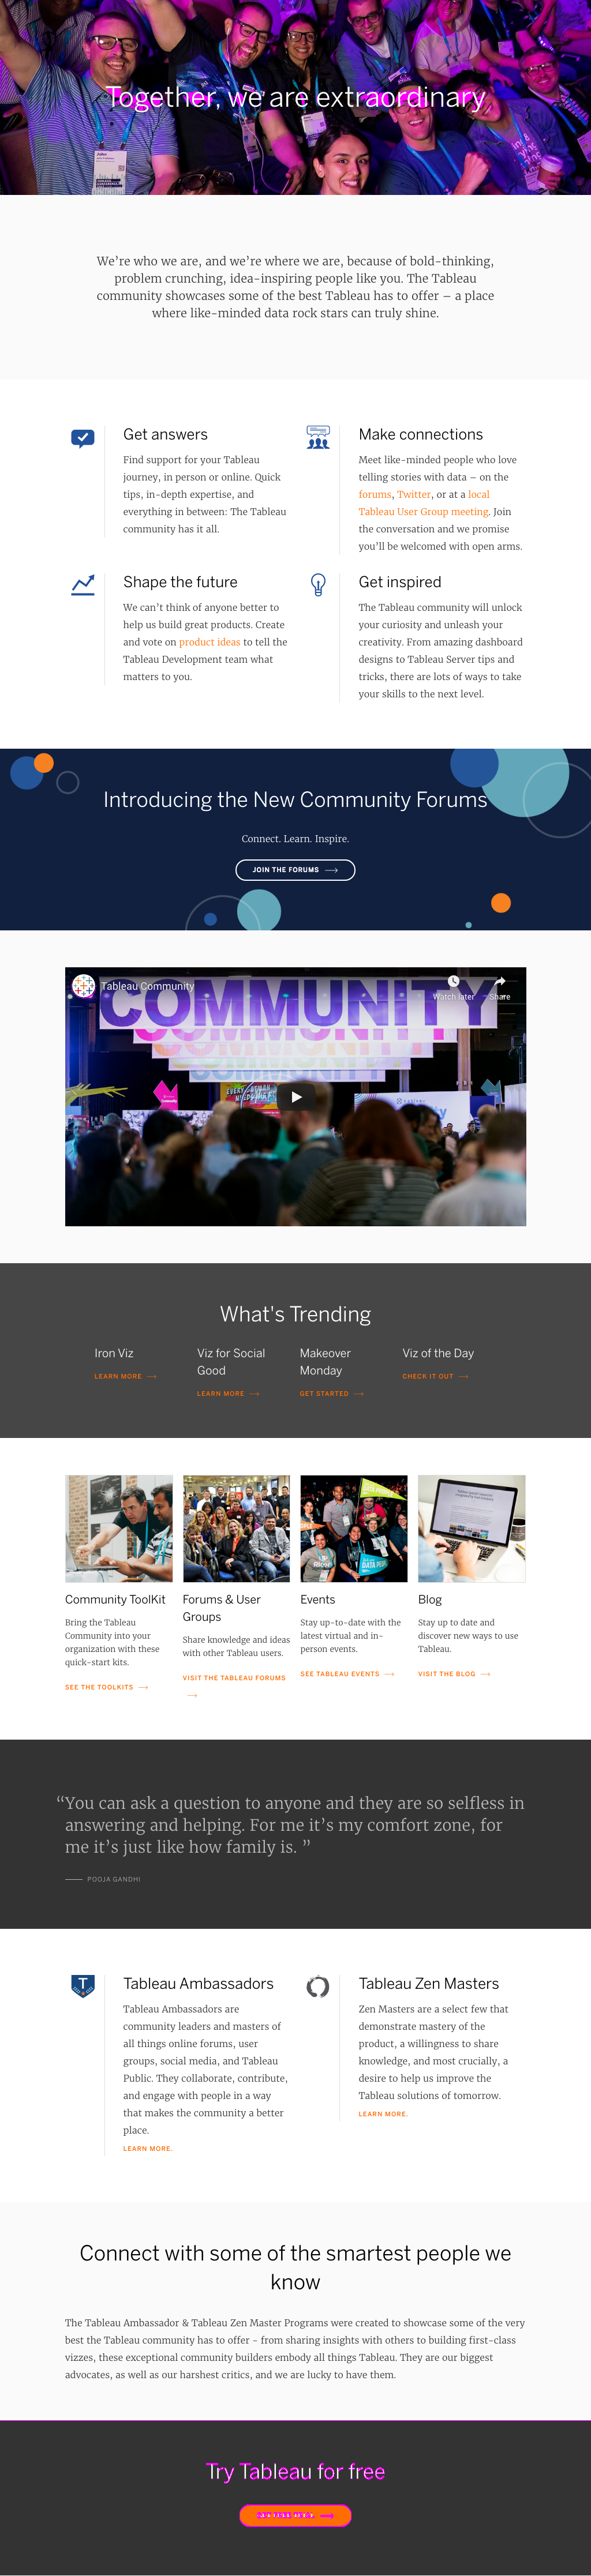 Together, we are extraordinary
We’re who we are, and we’re where we are, because of bold-thinking,
problem crunching, idea-inspiring people like you. The Tableau
community showcases some of the best Tableau has to offer – a place
where like-minded data rock stars can truly shine.
Get answers
Find support for your Tableau
journey, in person or online. Quick
tips, in-depth expertise, and
everything in between: The Tableau
community has it all.
Make connections
Meet like-minded people who love
telling stories with data – on the
forums, Twitter, or at a local
Tableau User Group meeting. Join
the conversation and we promise
you’ll be welcomed with open arms.
Shape the future
We can’t think of anyone better to
help us build great products. Create
and vote on product ideas to tell the
Tableau Development team what
matters to you.
Get inspired
The Tableau community will unlock
your curiosity and unleash your
creativity. From amazing dashboard
designs to Tableau Server tips and
tricks, there are lots of ways to take
your skills to the next level.
Introducing the New Community Forums
Connect. Learn. Inspire.
JOIN THE FORUMS
Tableau Community
Watch later
Share
COMMUNITY
What's Trending
Iron Viz
LEARN MORE
Viz for Social
Good
LEARN MORE
Makeover
Monday
GET STARTED
Viz of the Day
CHECK IT OUT
Community ToolKit
Bring the Tableau
Community into your
organization with these
quick-start kits.
SEE THE TOOLKITS
Forums & User
Groups
Share knowledge and ideas
with other Tableau users.
VISIT THE TABLEAU FORUMS
Events
Stay up-to-date with the
latest virtual and in-
person events.
SEE TABLEAU EVENTS
Blog
Stay up to date and
discover new ways to use
Tableau.
VISIT THE BLOG
“You can ask a question to anyone and they are so selfless in
answering and helping. For me it’s my comfort zone, for
me it’s just like how family is. ”
POOJA GANDHI
Tableau Ambassadors
Tableau Ambassadors are
community leaders and masters of
all things online forums, user
groups, social media, and Tableau
Public. They collaborate, contribute,
and engage with people in a way
that makes the community a better
place.
LEARN MORE.
Tableau Zen Masters
Zen Masters are a select few that
demonstrate mastery of the
product, a willingness to share
knowledge, and most crucially, a
desire to help us improve the
Tableau solutions of tomorrow.
LEARN MORE.
Connect with some of the smartest people we
know
The Tableau Ambassador & Tableau Zen Master Programs were created to showcase some of the very
best the Tableau community has to offer - from sharing insights with others to building first-class
vizzes, these exceptional community builders embody all things Tableau. They are our biggest
advocates, as well as our harshest critics, and we are lucky to have them.
Try Tableau for free